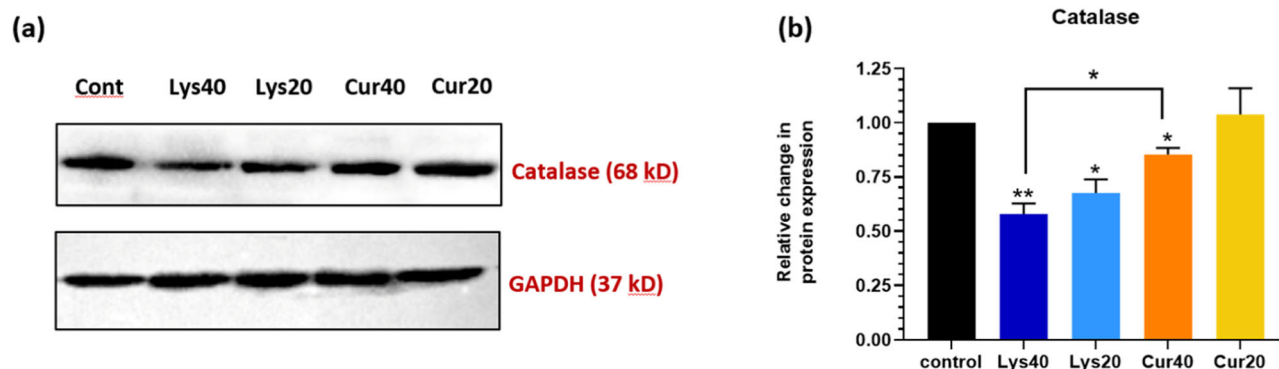 (a)
Cont Lys40 Lys20 Cur40 Cur20
Catalase (68 kD)
GAPDH (37 kD)
(b)
Catalase
Relative change in
protein expression
1.25
1.00
0.75
0.50
0.25
0.00
*
**
*
*
control Lys40 Lys20 Cur40 Cur20